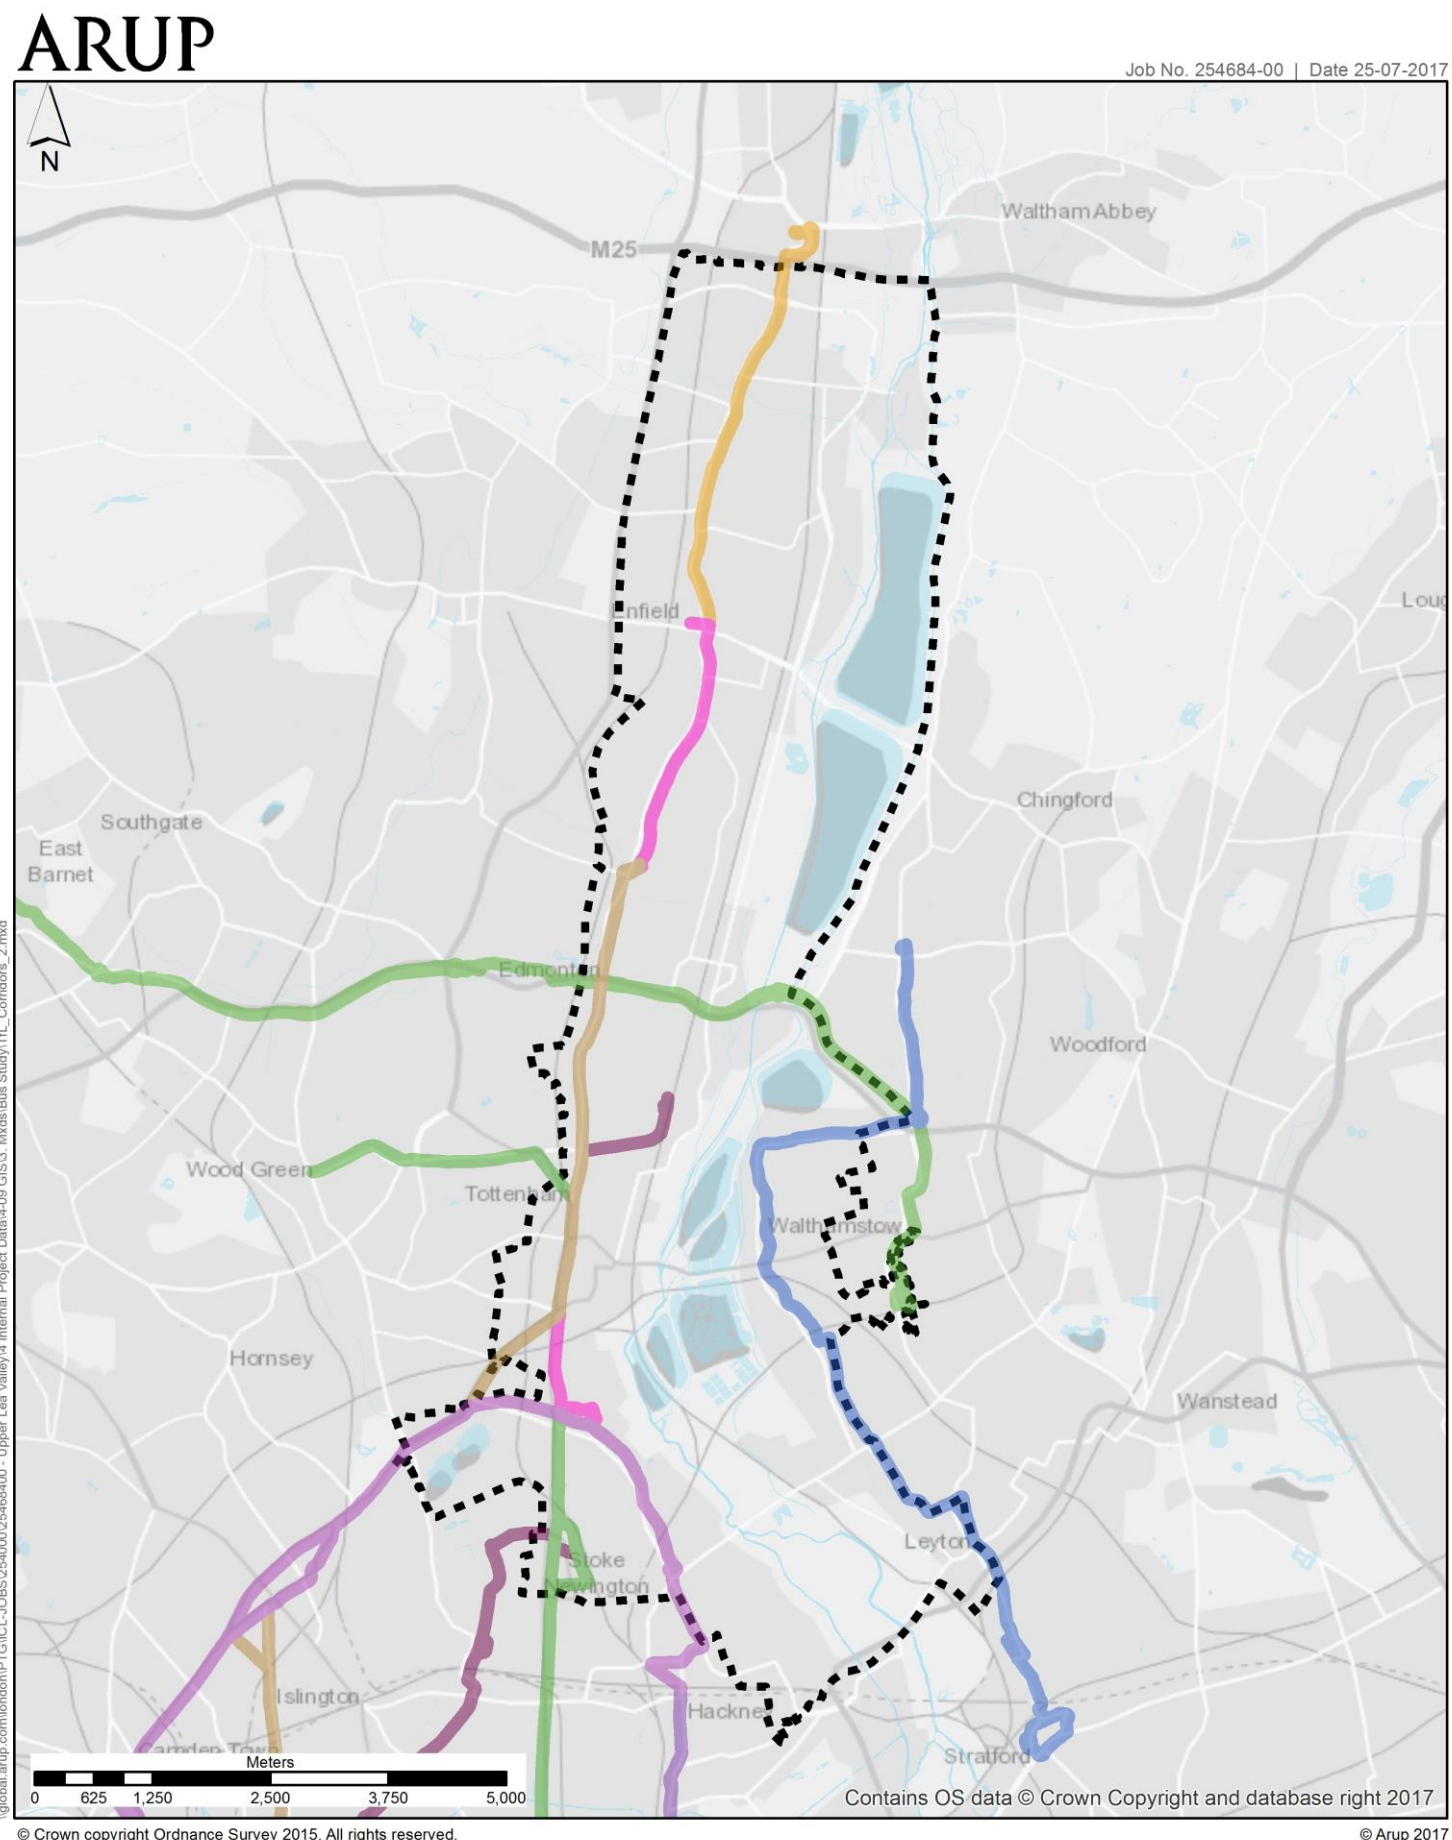 ARUP
Job No. 254684-00 | Date 25-07-2017
N
Waltham Abbey
M25
Enfield
Chingford
Southgate
East
Barnet
Edmonton
Woodford
Wood Green
Tottenham
Walthamstow
Hornsey
Wanstead
Leyton
Stoke
Newington
Islington
Hackney
Camden Town
Stratford
Meters
0 625 1,250 2,500 3,750 5,000
Contains OS data © Crown Copyright and database right 2017
© Crown copyright Ordnance Survey 2015. All rights reserved.
© Arup 2017